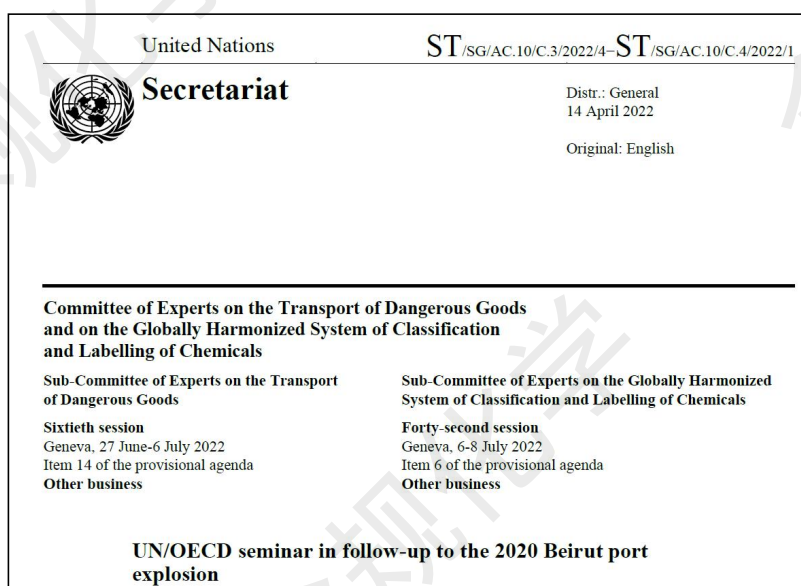 United Nations
ST/SG/AC.10/C.3/2022/4–ST/SG/AC.10/C.4/2022/1
Secretariat
Distr.: General
14 April 2022
Original: English
Committee of Experts on the Transport of Dangerous Goods
and on the Globally Harmonized System of Classification
and Labelling of Chemicals
Sub-Committee of Experts on the Transport
of Dangerous Goods
Sixtieth session
Geneva, 27 June-6 July 2022
Item 14 of the provisional agenda
Other business
Sub-Committee of Experts on the Globally Harmonized
System of Classification and Labelling of Chemicals
Forty-second session
Geneva, 6-8 July 2022
Item 6 of the provisional agenda
Other business
UN/OECD seminar in follow-up to the 2020 Beirut port
explosion
规化学
规化学